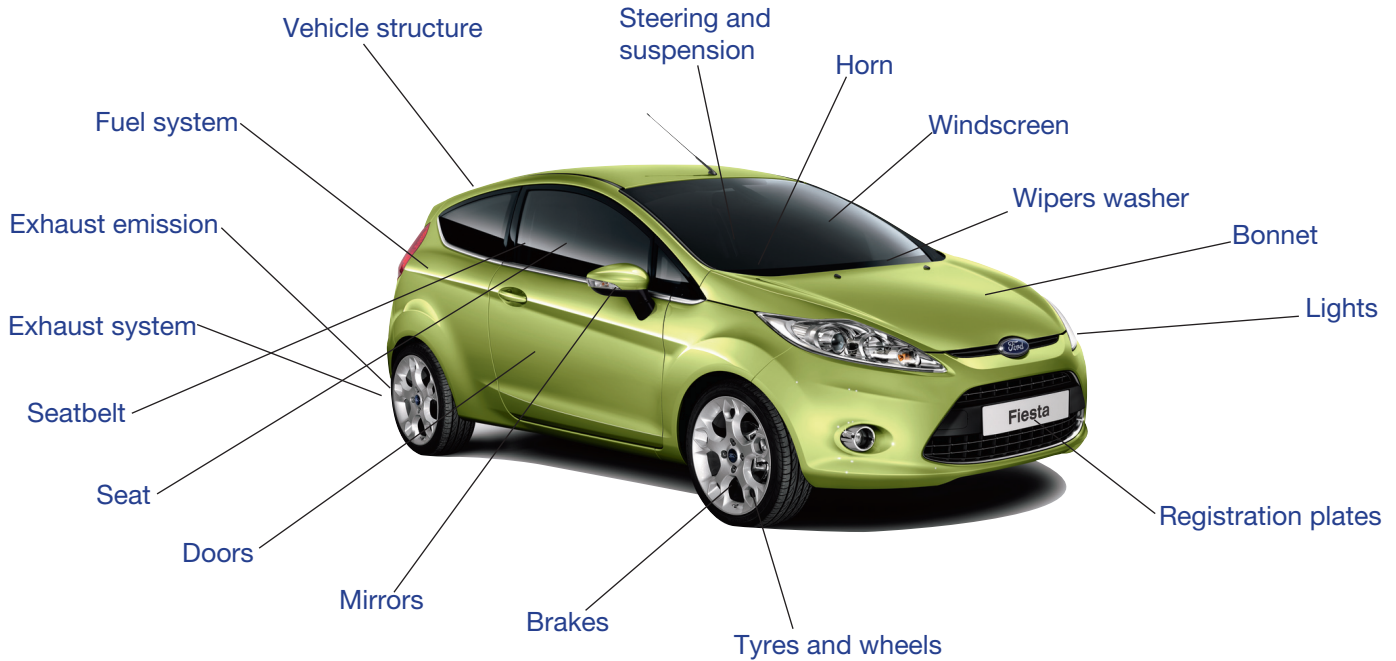 Vehicle structure
Steering and
suspension
Horn
Fuel system
Windscreen
Wipers washer
Exhaust emission
Bonnet
Lights
Exhaust system
Ford
Seatbelt
Fiesta
Seat
Registration plates
Doors
Mirrors
Brakes
Tyres and wheels